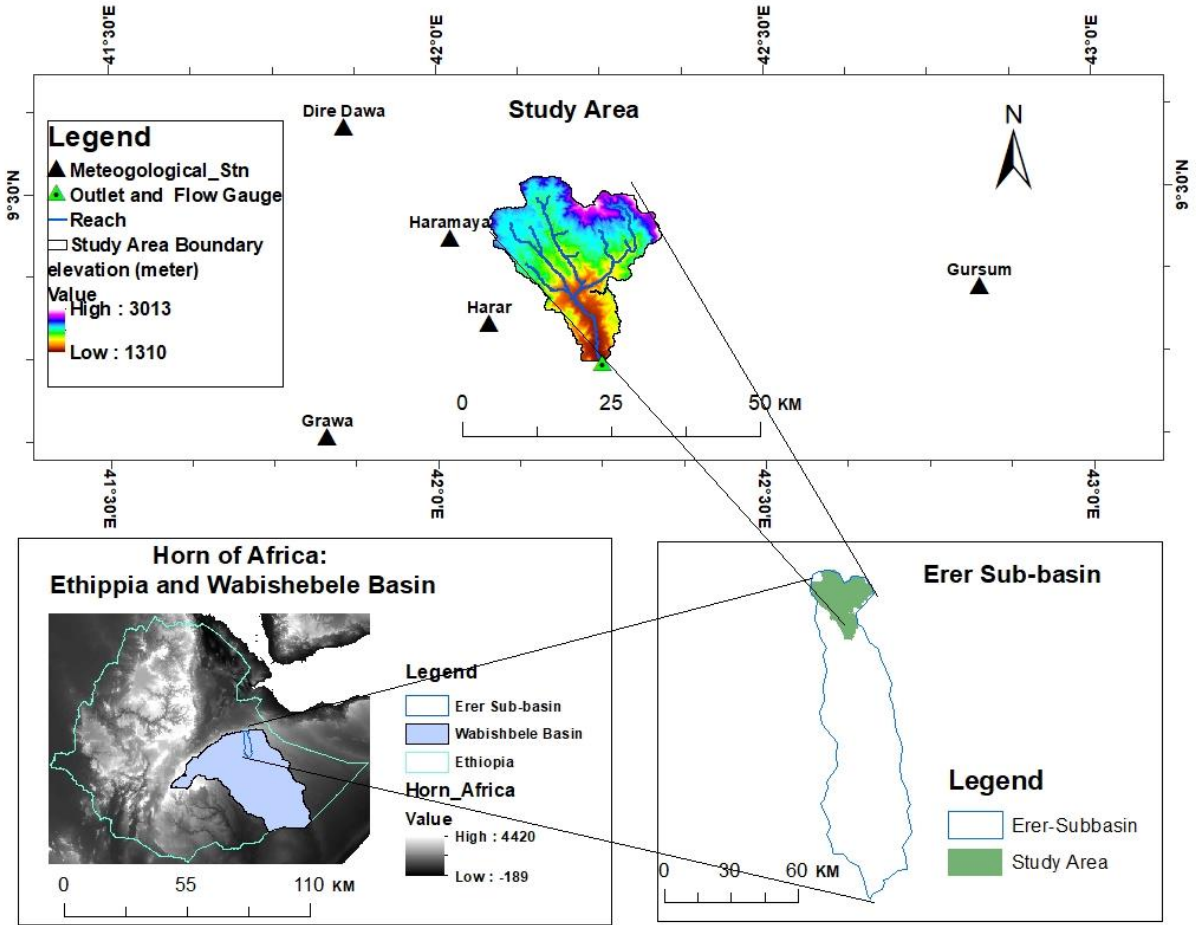 41°30'E
42°0'E
42°30'E
43°0'E
Study Area
N
Dire Dawa
Legend
Meteogological_Stn
Outlet and Flow Gauge
Reach
Study Area Boundary
elevation (meter)
Value
High : 3013
Low : 1310
9°30'N
9°30'N
Haramaya
Harar
Gursum
Grawa
0 25 50 KM
41°30'E
42°0'E
42°30'E
43°0'E
Horn of Africa:
Ethippia and Wabishebele Basin
Legend
Erer Sub-basin
Wabishbele Basin
Ethiopia
Horn_Africa
Value
High : 4420
Low : -189
0 55 110 KM
Erer Sub-basin
Legend
Erer-Subbasin
Study Area
0 30 60 KM